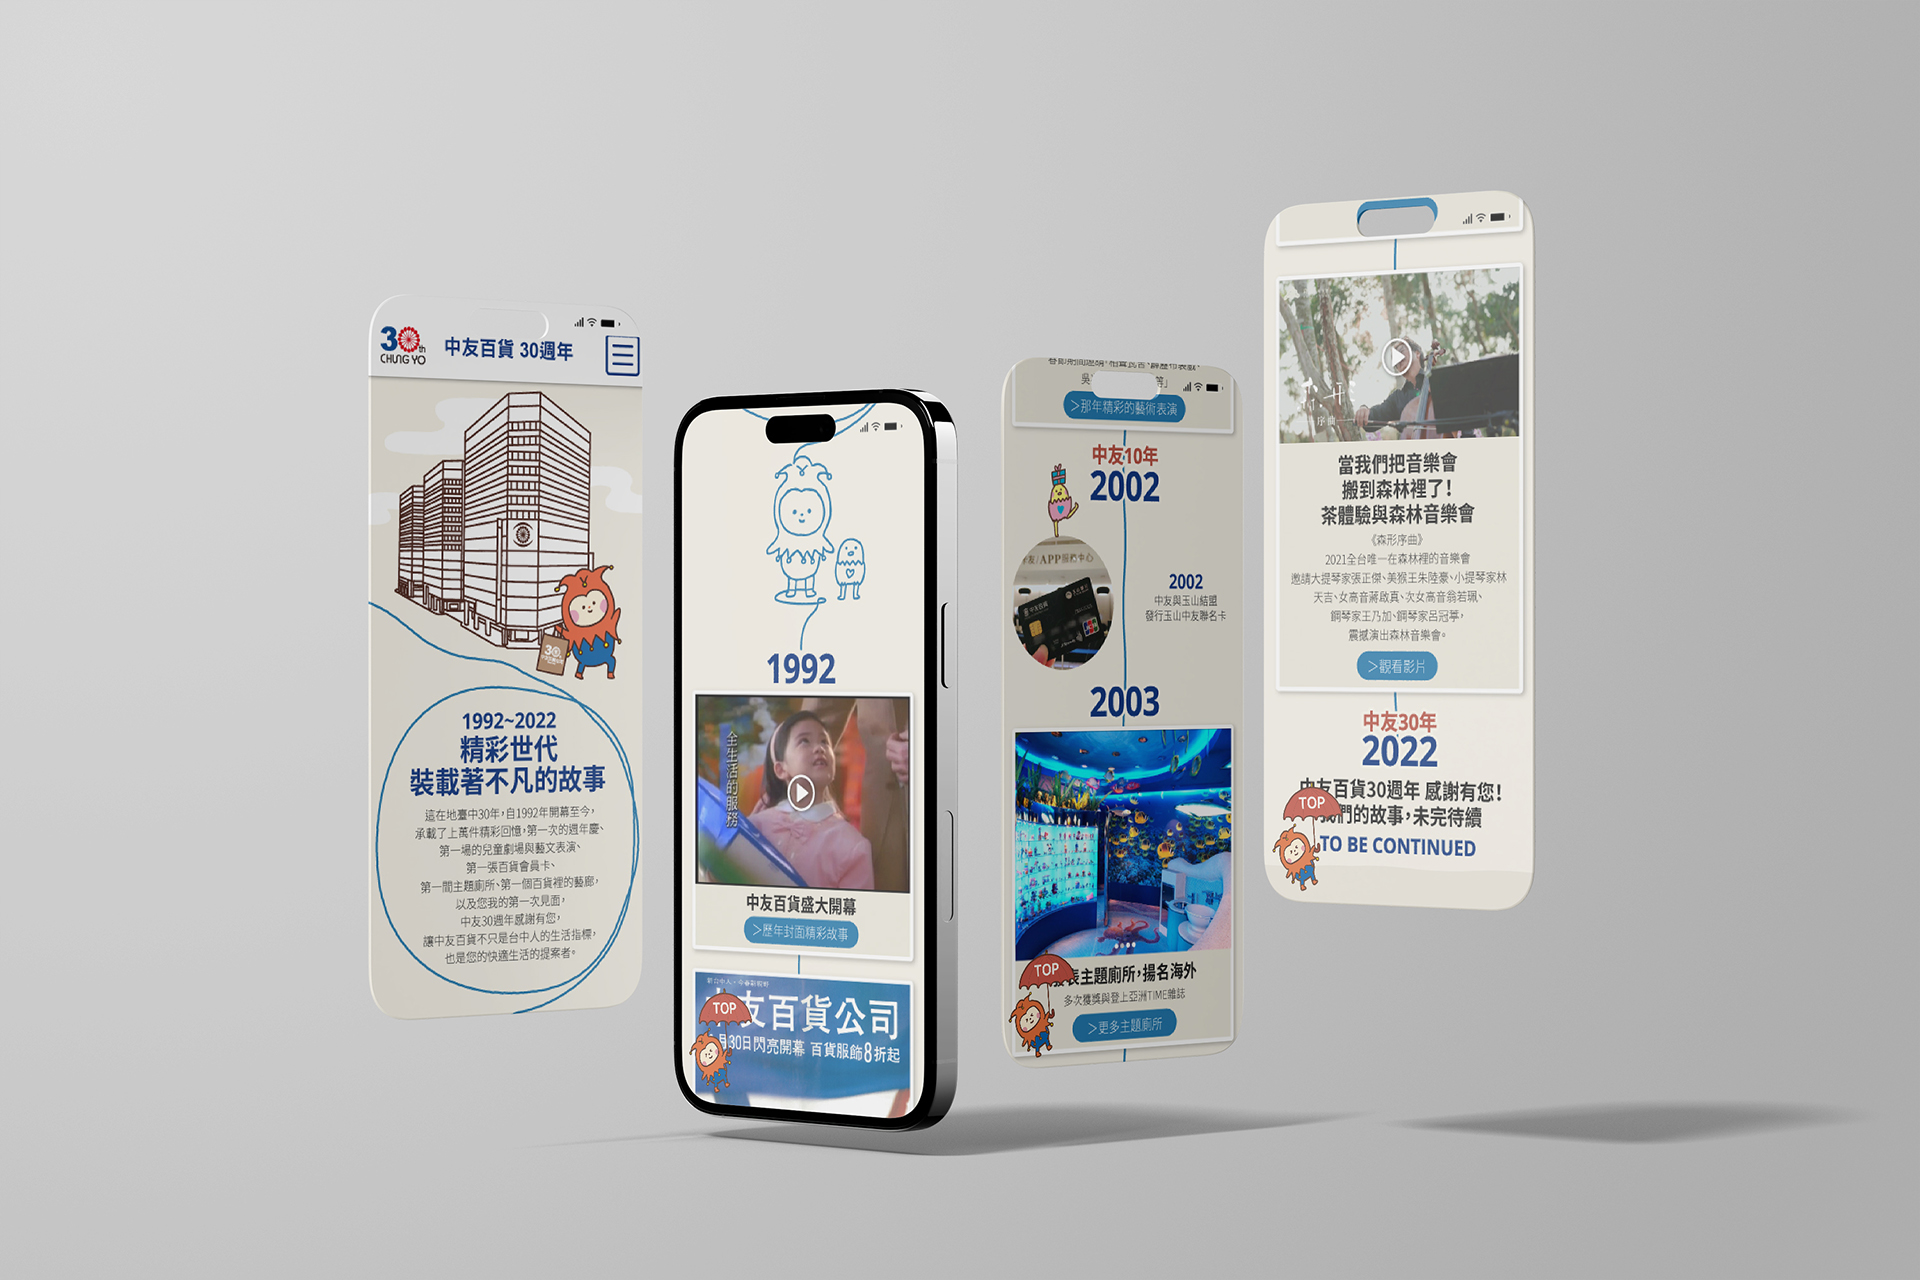 30th
CHUNG YO
中友百貨 30週年
30
1992~2022
精彩世代
裝載著不凡的故事
這在地臺中30年,自1992年開幕至今,
承載了上萬件精彩回憶,第一次的週年慶、
第一場的兒童劇場與藝文表演、
第一張百貨會員卡、
第一間主題廁所、第一個百貨裡的藝廊,
以及您我的第一次見面,
中友30週年感謝有您,
讓中友百貨不只是台中人的生活指標,
也是您的快適生活的提案者。
1992
全生活的服務
中友百貨盛大開幕
>歷年封面精彩故事
友百貨公司
月30日閃亮開幕 百貨服飾8折起
TOP
>那年精彩的藝術表演
中友10年
2002
友/APP服務中心
2002
中友與玉山結盟
發行玉山中友聯名卡
2003
表主題廁所,揚名海外
多次獲獎與登上亞洲TIME雜誌
>更多主題廁所
TOP
序曲
當我們把音樂會
搬到森林裡了!
茶體驗與森林音樂會
《森形序曲》
2021全台唯一在森林裡的音樂會
邀請大提琴家張正傑、美猴王朱陸豪、小提琴家林
天吉、女高音蔣啟真、次女高音翁若珮、
鋼琴家王乃加、鋼琴家呂冠葶,
震撼演出森林音樂會。
>觀看影片
中友30年
2022
中友百貨30週年 感謝有您!
們的故事,未完待續
TO BE CONTINUED
TOP